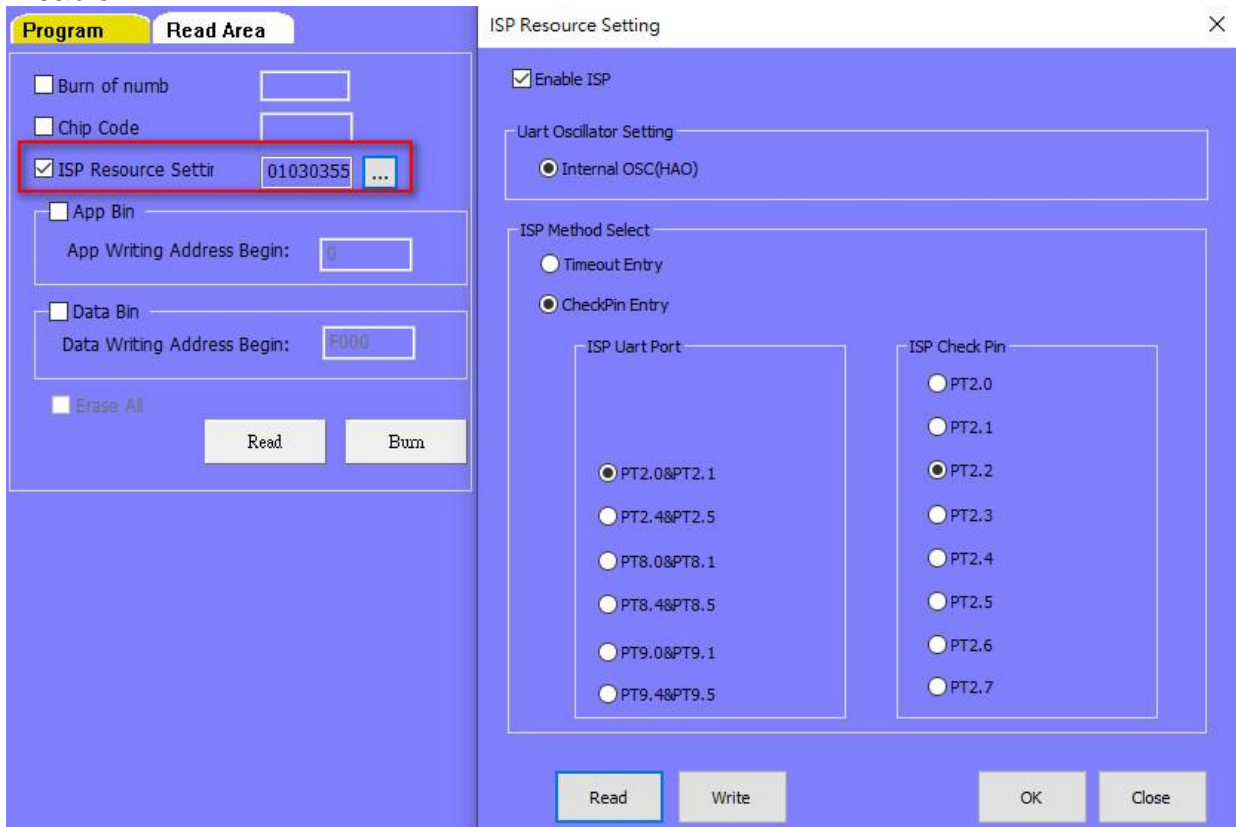 Program
Read Area
Burn of numb
Chip Code
ISP Resource Settir
01030355
...
App Bin
App Writing Address Begin:
0
Data Bin
Data Writing Address Begin:
F000
Erase All
Read
Burn
ISP Resource Setting
Enable ISP
Uart Oscillator Setting
Internal OSC(HAO)
ISP Method Select
Timeout Entry
CheckPin Entry
ISP Uart Port
PT2.0&PT2.1
PT2.4&PT2.5
PT8.0&PT8.1
PT8.4&PT8.5
PT9.0&PT9.1
PT9.4&PT9.5
ISP Check Pin
PT2.0
PT2.1
PT2.2
PT2.3
PT2.4
PT2.5
PT2.6
PT2.7
Read
Write
OK
Close